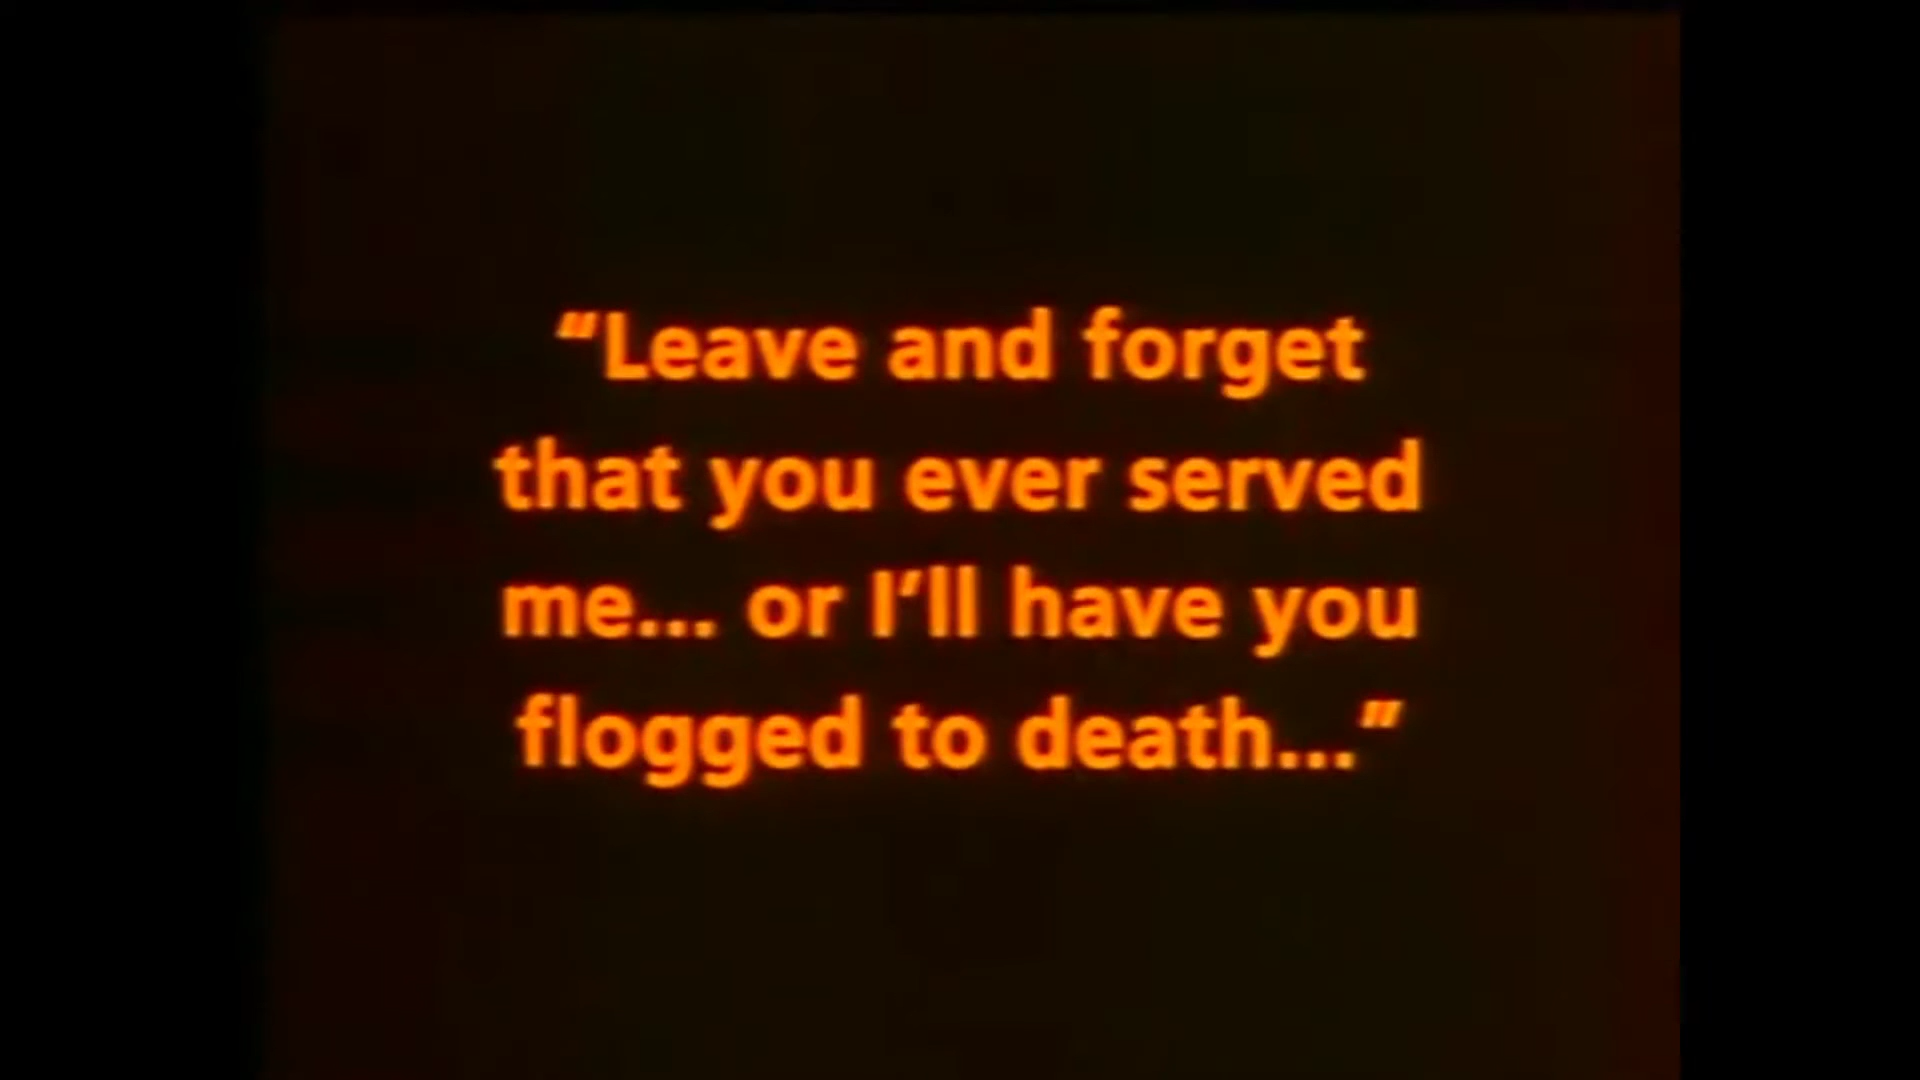 “Leave and forget
that you ever served
me... or I’ll have you
flogged to death...”